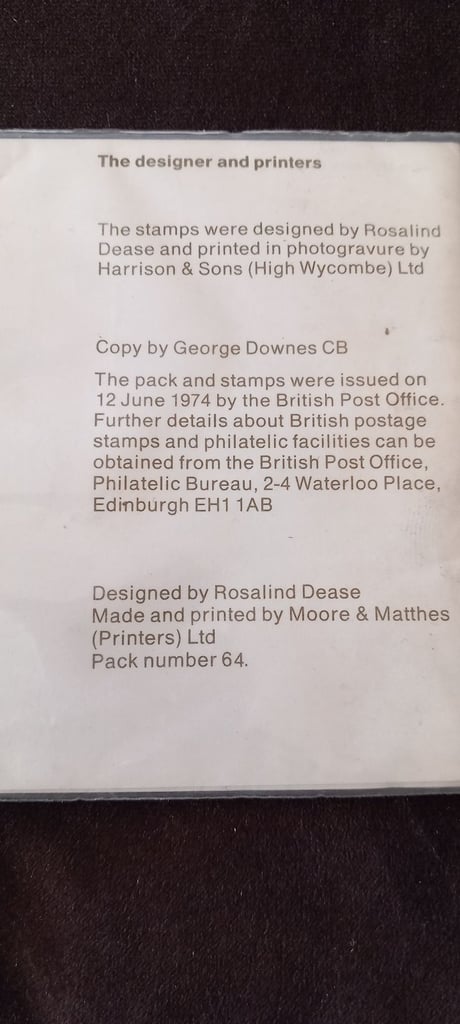 The designer and printers
The stamps were designed by Rosalind
Dease and printed in photogravure by
Harrison & Sons (High Wycombe) Ltd
Copy by George Downes CB
The pack and stamps were issued on
12 June 1974 by the British Post Office.
Further details about British postage
stamps and philatelic facilities can be
obtained from the British Post Office,
Philatelic Bureau, 2-4 Waterloo Place,
Edinburgh EH1 1AB
Designed by Rosalind Dease
Made and printed by Moore & Matthes
(Printers) Ltd
Pack number 64.